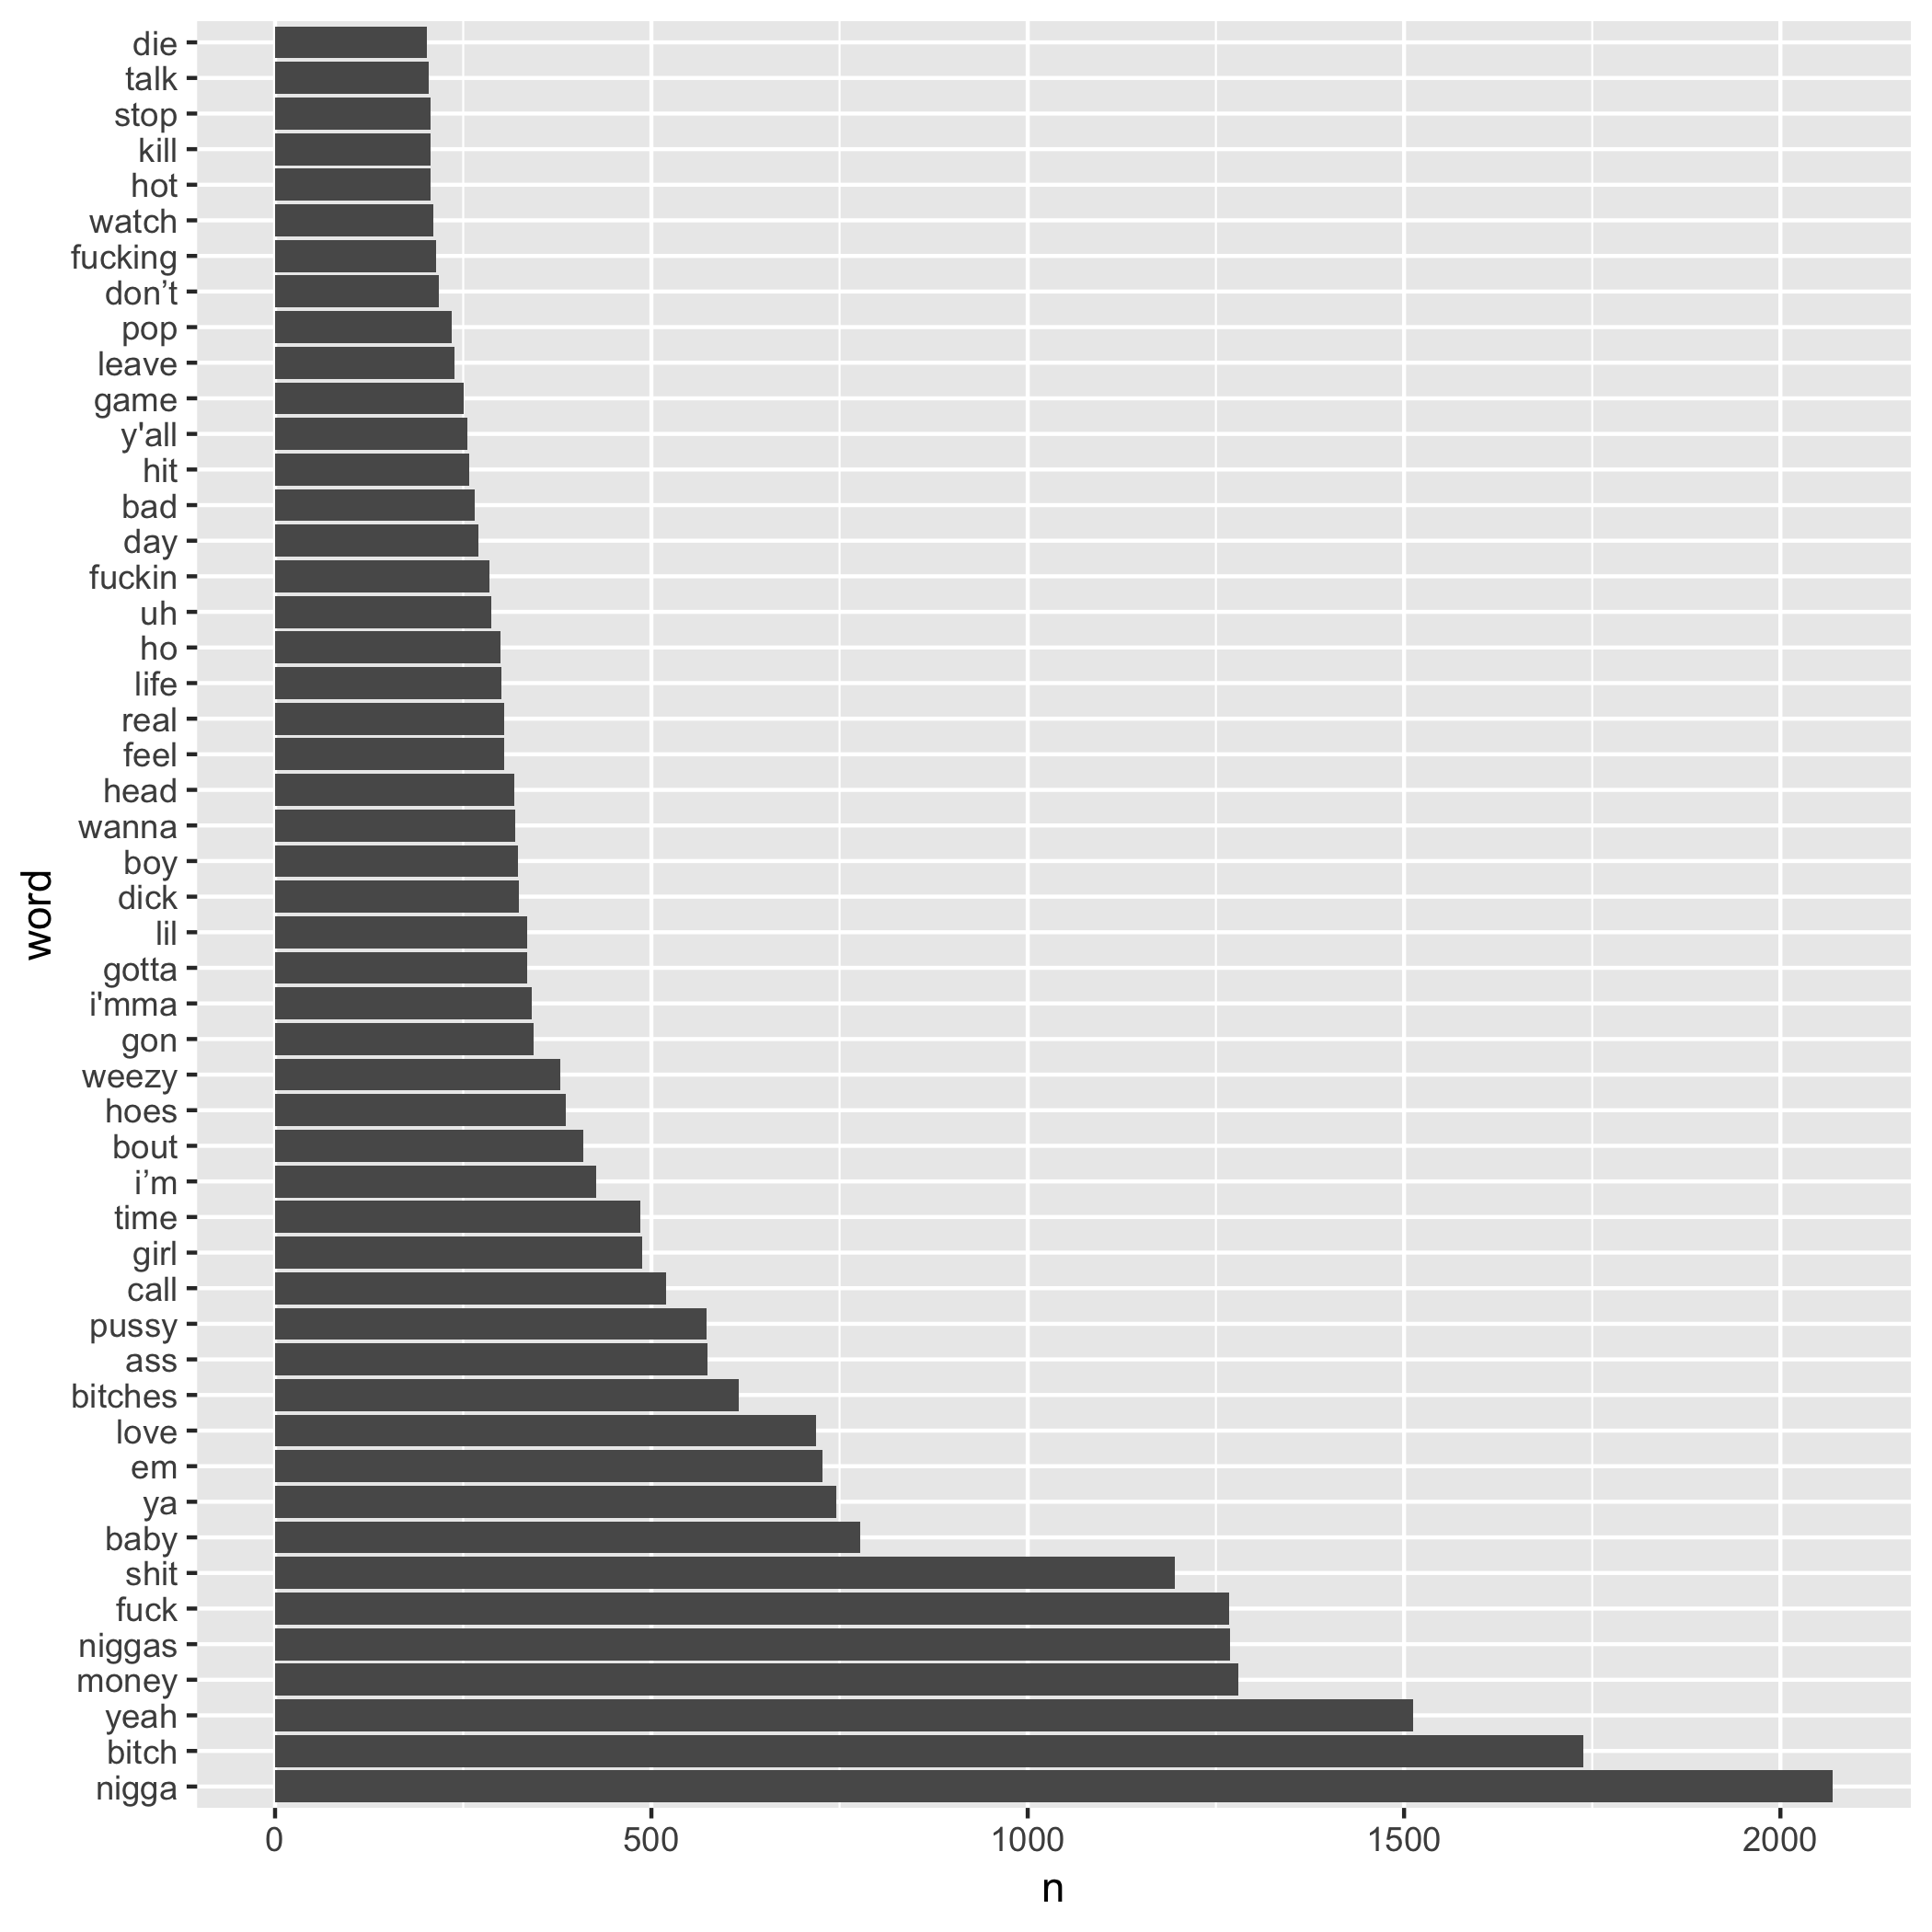 die
talk
stop
kill
hot
watch
fucking
don’t
pop
leave
game
y'all
hit
bad
day
fuckin
uh
ho
life
real
feel
head
wanna
boy
dick
lil
gotta
i'mma
gon
weezy
hoes
bout
i’m
time
girl
call
pussy
ass
bitches
love
em
ya
baby
shit
fuck
niggas
money
yeah
bitch
nigga
word
0 500 1000 1500 2000
n